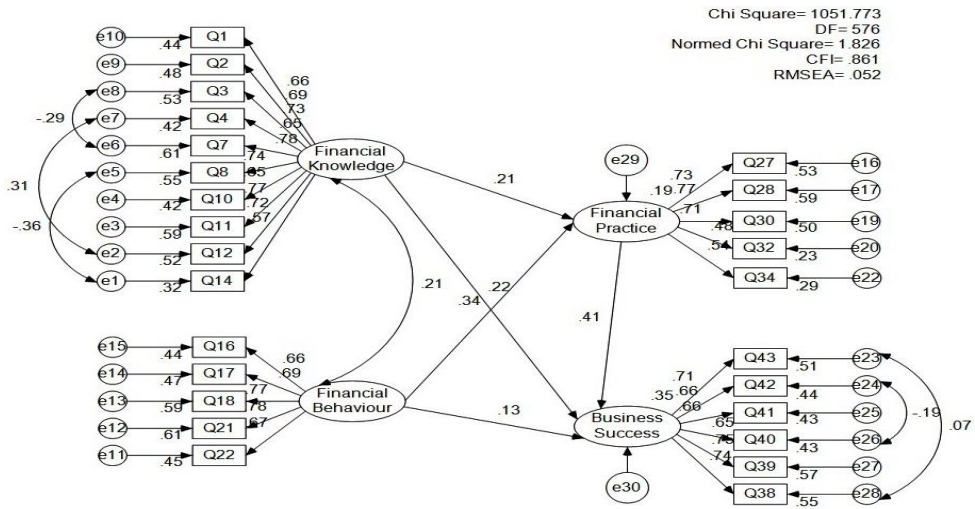 Chi Square= 1051.773
DF= 576
Normed Chi Square= 1.826
CFI= .861
RMSEA= .052
e10 .44 Q1
e9 .48 Q2
e8 .53 Q3
e7 .42 Q4
e6 .61 Q7
e5 .55 Q8
e4 .42 Q10
e3 .59 Q11
e2 .52 Q12
e1 .32 Q14
-.29
.31
-.36
.66
.69
.73
.65
.78
.74
.65
.77
.72
.57
Financial
Knowledge
.21
.21
.34
.22
.41
.13
e15 .44 Q16
e14 .47 Q17
e13 .59 Q18
e12 .61 Q21
e11 .45 Q22
.66
.69
.77
.78
.67
Financial
Behaviour
e29
.19
Financial
Practice
.73
.77
.71
.48
.54
Q27 .53 e16
Q28 .59 e17
Q30 .50 e19
Q32 .23 e20
Q34 .29 e22
.35
Business
Success
e30
.71
.66
.66
.65
.74
Q43 .51 e23
Q42 .44 e24
Q41 .43 e25
Q40 .43 e26
Q39 .57 e27
Q38 .55 e28
-.19
.07